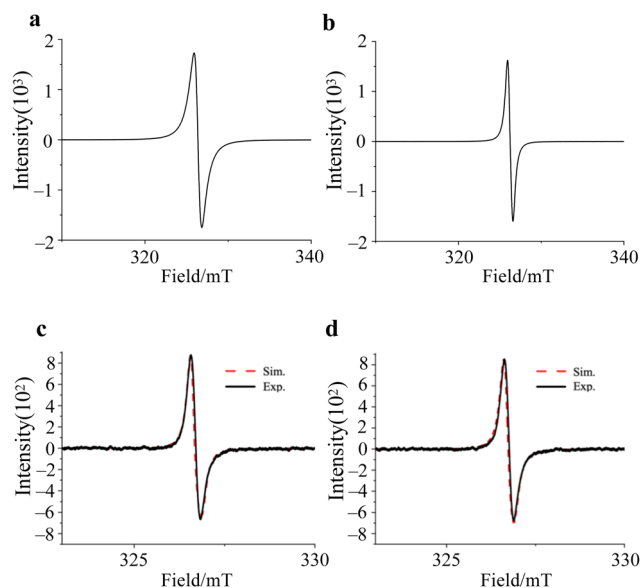 a
2
1
0
−1
−2
Intensity(10³)
320
340
Field/mT
b
2
1
0
−1
−2
Intensity(10³)
320
340
Field/mT
c
8
6
4
2
0
−2
−4
−6
−8
Intensity(10²)
Sim.
Exp.
325
330
Field/mT
d
8
6
4
2
0
−2
−4
−6
−8
Intensity(10²)
Sim.
Exp.
325
330
Field/mT